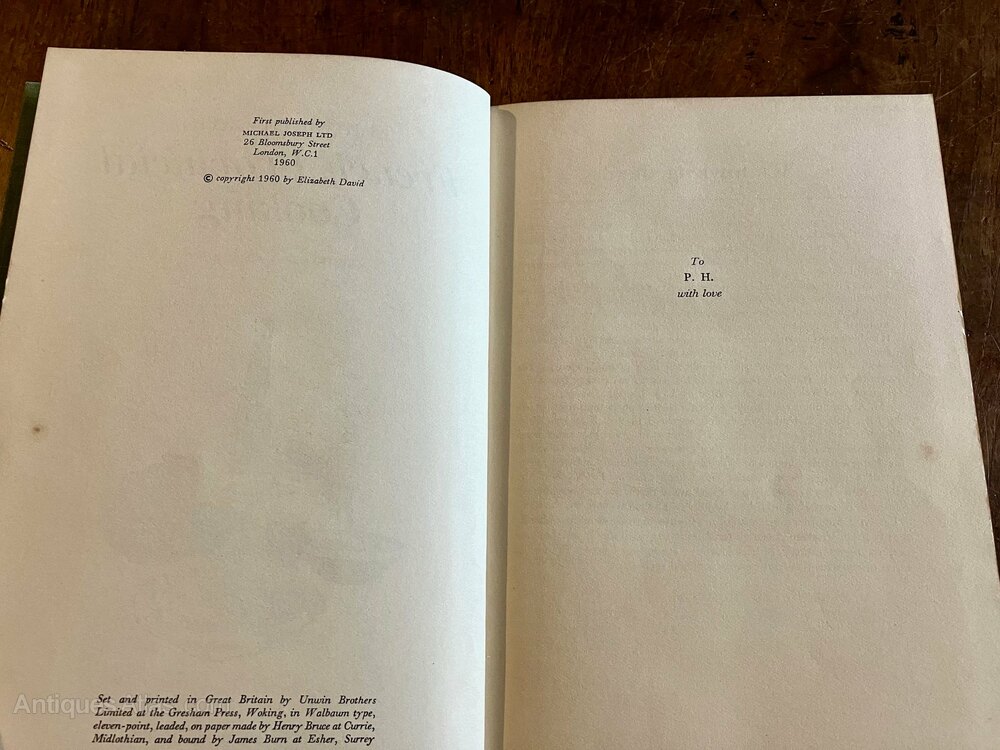 First published by
MICHAEL JOSEPH LTD
26 Bloomsbury Street
London, W.C.1
1960
© copyright 1960 by Elizabeth David
Set and printed in Great Britain by Unwin Brothers
Limited at the Gresham Press, Woking, in Walbaum type,
eleven-point, leaded, on paper made by Henry Bruce at Currie,
Midlothian, and bound by James Burn at Esher, Surrey
To
P. H.
with love